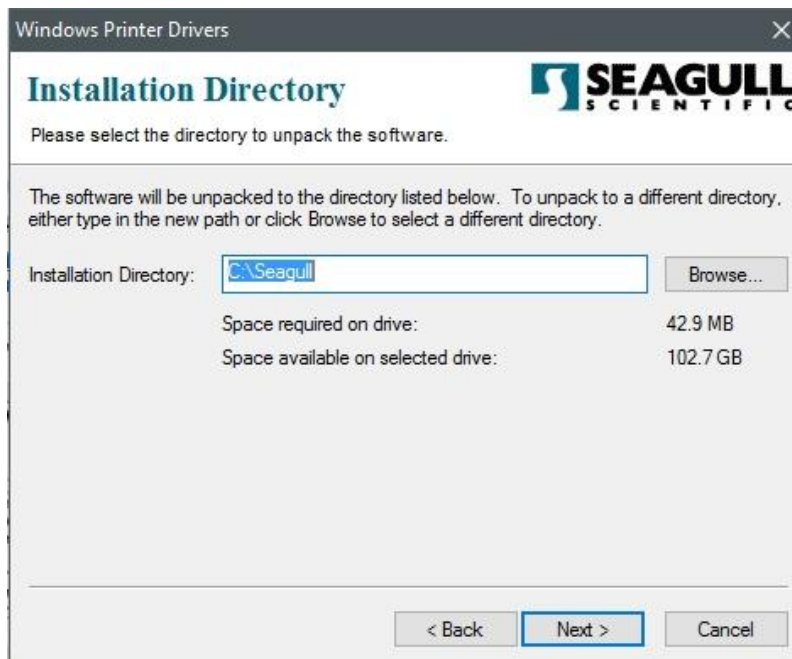 Windows Printer Drivers
Installation Directory
SEAGULL
SCIENTIFIC
Please select the directory to unpack the software.
The software will be unpacked to the directory listed below. To unpack to a different directory,
either type in the new path or click Browse to select a different directory.
Installation Directory: C:\Seagull Browse...
Space required on drive: 42.9 MB
Space available on selected drive: 102.7 GB
< Back Next > Cancel